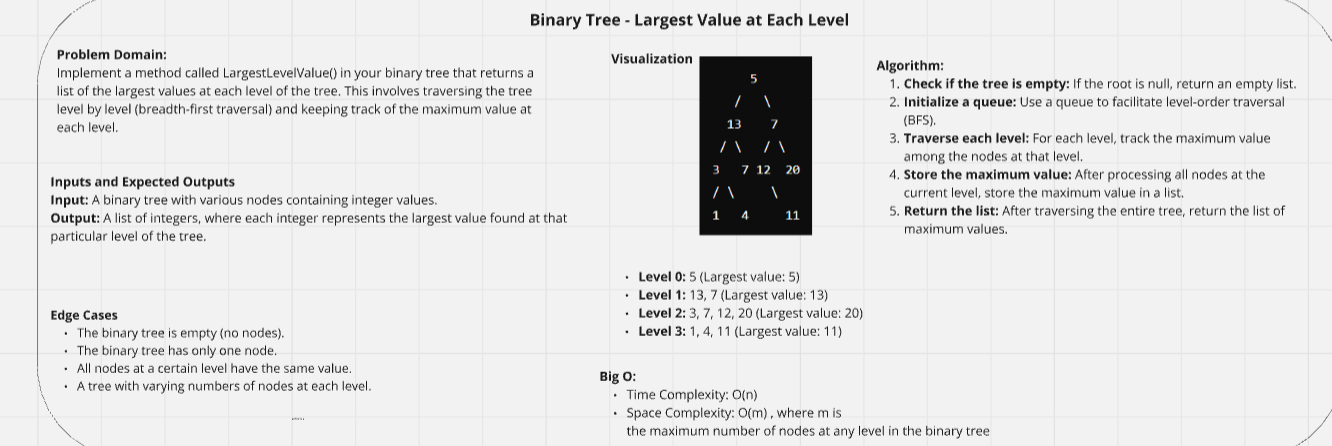 Binary Tree - Largest Value at Each Level
Problem Domain:
Implement a method called LargestLevelValue() in your binary tree that returns a
list of the largest values at each level of the tree. This involves traversing the tree
level by level (breadth-first traversal) and keeping track of the maximum value at
each level.
Inputs and Expected Outputs
Input: A binary tree with various nodes containing integer values.
Output: A list of integers, where each integer represents the largest value found at that
particular level of the tree.
Edge Cases
• The binary tree is empty (no nodes).
• The binary tree has only one node.
• All nodes at a certain level have the same value.
• A tree with varying numbers of nodes at each level.
Visualization
5
/ \
13 7
/ \ / \
3 7 12 20
/ \ \
1 4 11
• Level 0: 5 (Largest value: 5)
• Level 1: 13, 7 (Largest value: 13)
• Level 2: 3, 7, 12, 20 (Largest value: 20)
• Level 3: 1, 4, 11 (Largest value: 11)
Big O:
• Time Complexity: O(n)
• Space Complexity: O(m) , where m is
the maximum number of nodes at any level in the binary tree
Algorithm:
1. Check if the tree is empty: If the root is null, return an empty list.
2. Initialize a queue: Use a queue to facilitate level-order traversal
(BFS).
3. Traverse each level: For each level, track the maximum value
among the nodes at that level.
4. Store the maximum value: After processing all nodes at the
current level, store the maximum value in a list.
5. Return the list: After traversing the entire tree, return the list of
maximum values.